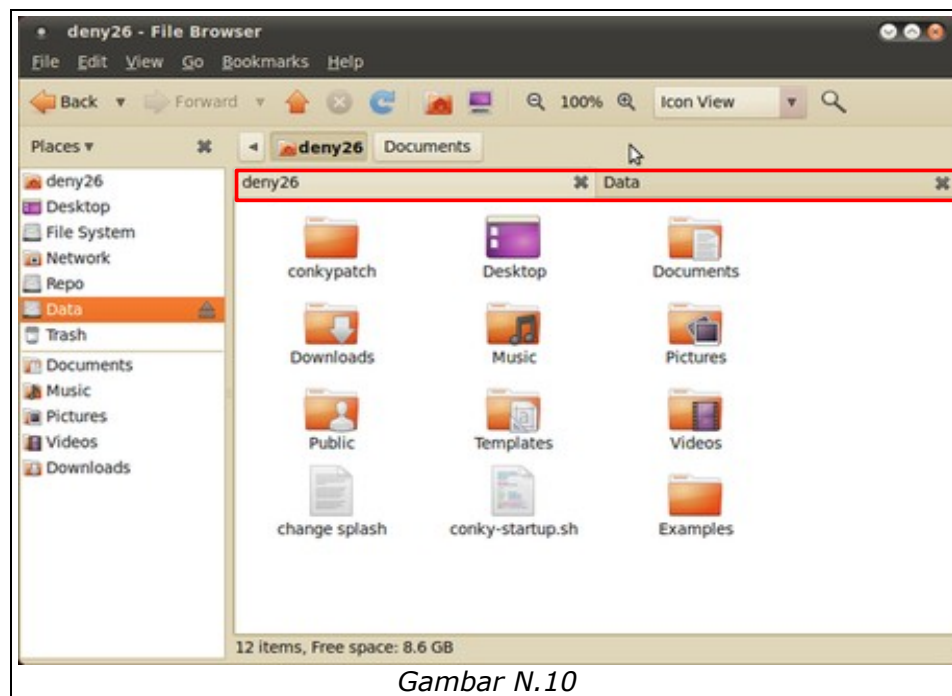 deny26 - File Browser
File Edit View Go Bookmarks Help
Back Forward 100% Icon View
Places deny26 Documents
deny26 Data
deny26
Desktop
File System
Network
Repo
Data
Trash
Documents
Music
Pictures
Videos
Downloads
conkypatch Desktop Documents
Downloads Music Pictures
Public Templates Videos
change splash conky-startup.sh Examples
12 items, Free space: 8.6 GB
Gambar N.10